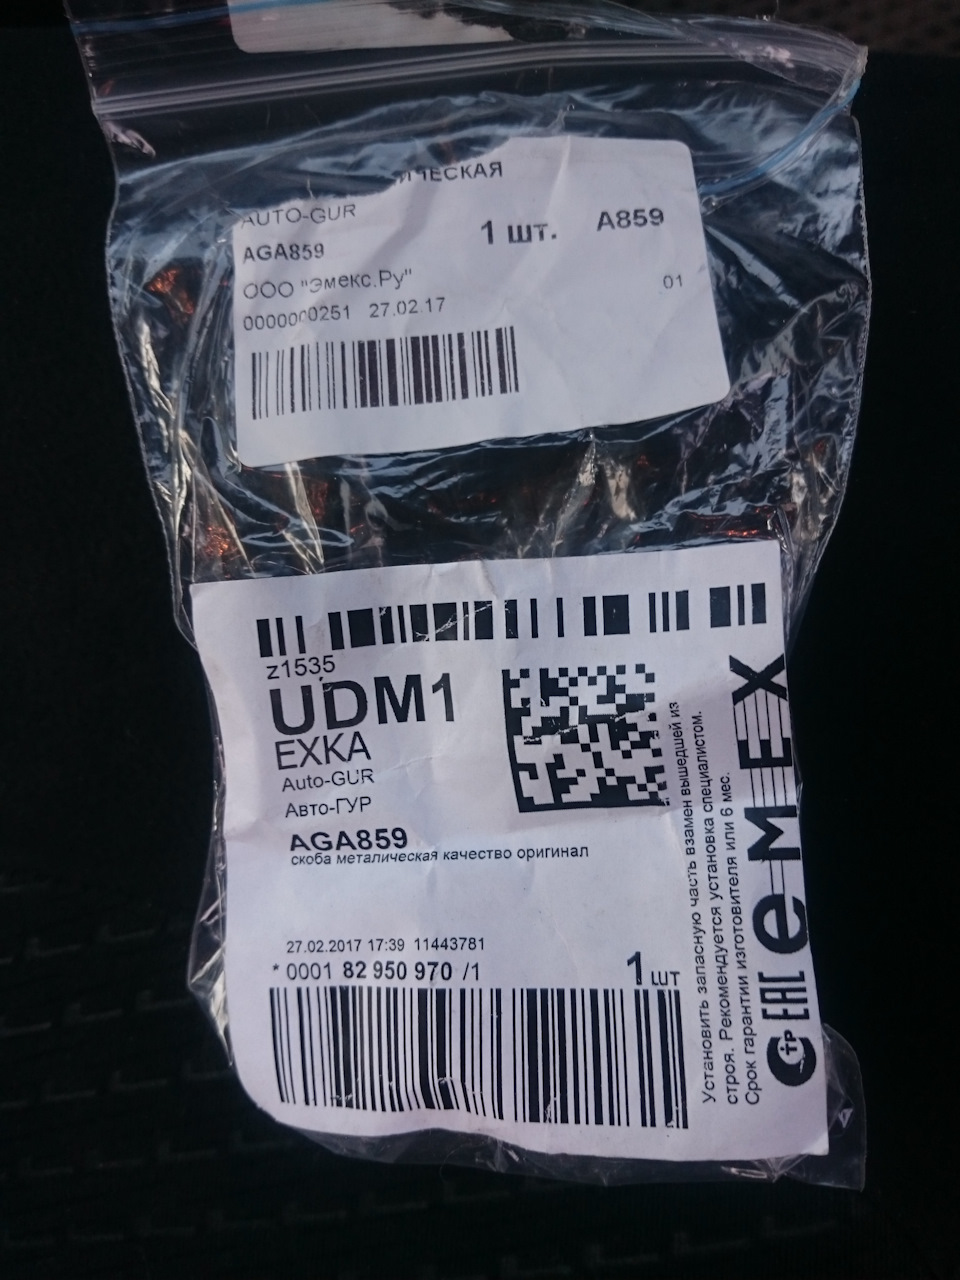 AUTO-GUR
AGA859
1 шт.
A859
ООО "Эмекс.Ру"
01
0000000251 27.02.17
z1535
UDM1
EXKA
Auto-GUR
Авто-ГУР
AGA859
скоба металическая качество оригинал
27.02.2017 17:39 11443781
* 0001 82 950 970 /1
1 шт
Установить запасную часть взамен вышедшей из
строя. Рекомендуется установка специалистом.
Срок гарантии изготовителя или 6 мес.
emex
EAC